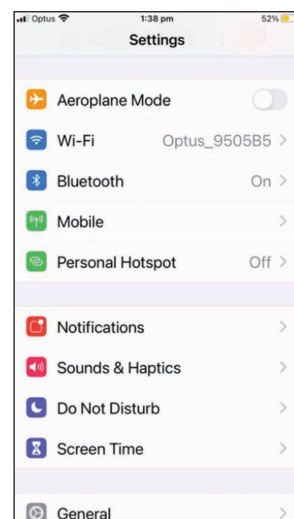 Optus 1:38 pm 52%
Settings
Aeroplane Mode
Wi-Fi Optus_9505B5
Bluetooth On
Mobile
Personal Hotspot Off
Notifications
Sounds & Haptics
Do Not Disturb
Screen Time
General